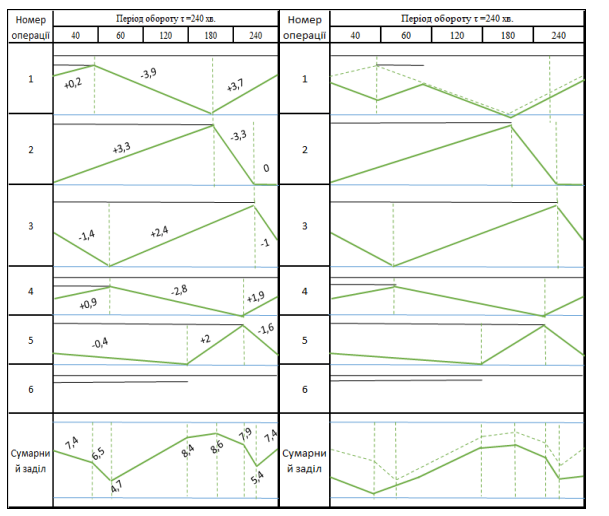 Номер операції
Період обороту τ =240 хв.
40 60 120 180 240
1
+0,2 -3,9 +3,7
2
+3,3 -3,3 0
3
-1,4 +2,4 -1
4
+0,9 -2,8 +1,9
5
-0,4 +2 -1,6
6
Сумарни
й заділ
7,4 6,5 4,7 8,4 8,6 7,9 5,4 7,4
Номер операції
Період обороту τ =240 хв.
40 60 120 180 240
1
2
3
4
5
6
Сумарни
й заділ